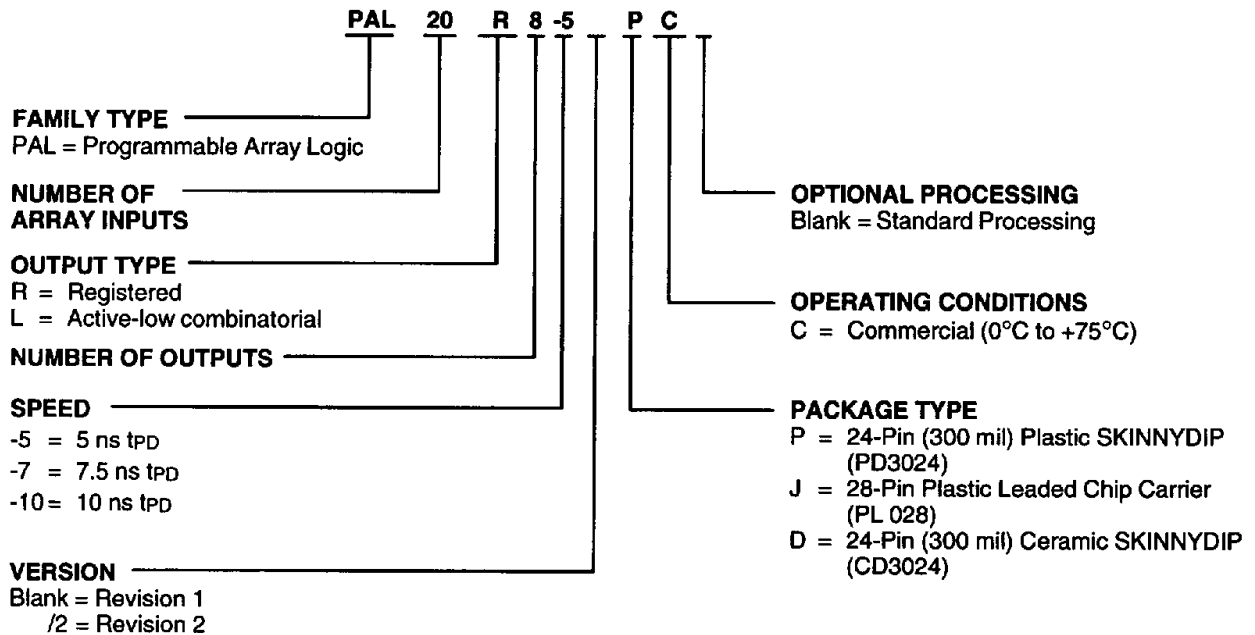 PAL 20 R 8 -5 P C
FAMILY TYPE
PAL = Programmable Array Logic
NUMBER OF
ARRAY INPUTS
OUTPUT TYPE
R = Registered
L = Active-low combinatorial
NUMBER OF OUTPUTS
SPEED
-5 = 5 ns tPD
-7 = 7.5 ns tPD
-10 = 10 ns tPD
VERSION
Blank = Revision 1
/2 = Revision 2
OPTIONAL PROCESSING
Blank = Standard Processing
OPERATING CONDITIONS
C = Commercial (0°C to +75°C)
PACKAGE TYPE
P = 24-Pin (300 mil) Plastic SKINNYDIP
(PD3024)
J = 28-Pin Plastic Leaded Chip Carrier
(PL 028)
D = 24-Pin (300 mil) Ceramic SKINNYDIP
(CD3024)